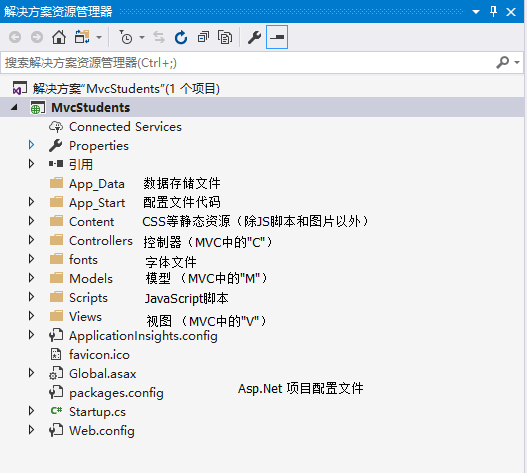 解决方案资源管理器
搜索解决方案资源管理器(Ctrl+;)
解决方案"MvcStudents"(1 个项目)
MvcStudents
Connected Services
Properties
引用
App_Data 数据存储文件
App_Start 配置文件代码
Content CSS等静态资源（除JS脚本和图片以外）
Controllers 控制器（MVC中的"C"）
fonts 字体文件
Models 模型 （MVC中的"M"）
Scripts JavaScript脚本
Views 视图 （MVC中的"V"）
ApplicationInsights.config
favicon.ico
Global.asax
packages.config Asp.Net 项目配置文件
C# Startup.cs
Web.config